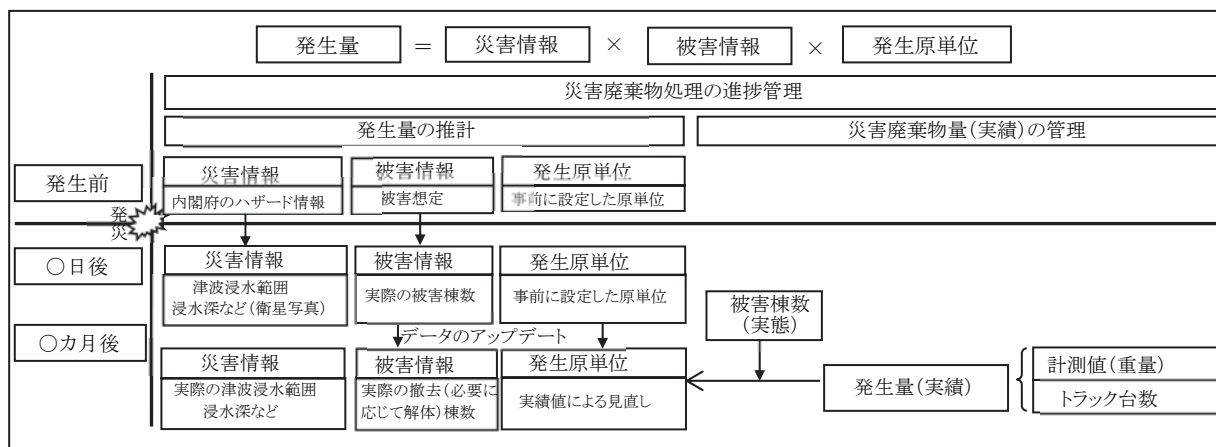 発生量 = 災害情報 × 被害情報 × 発生原単位
災害廃棄物処理の進捗管理
発生量の推計
災害廃棄物量(実績)の管理
発生前
災害情報
内閣府のハザード情報
被害情報
被害想定
発生原単位
事前に設定した原単位
発災
○日後
災害情報
津波浸水範囲
浸水深など(衛星写真)
被害情報
実際の被害棟数
発生原単位
事前に設定した原単位
被害棟数
(実態)
○カ月後
データのアップデート
災害情報
実際の津波浸水範囲
浸水深など
被害情報
実際の撤去(必要に
応じて解体)棟数
発生原単位
実績値による見直し
発生量(実績)
計測値(重量)
トラック台数